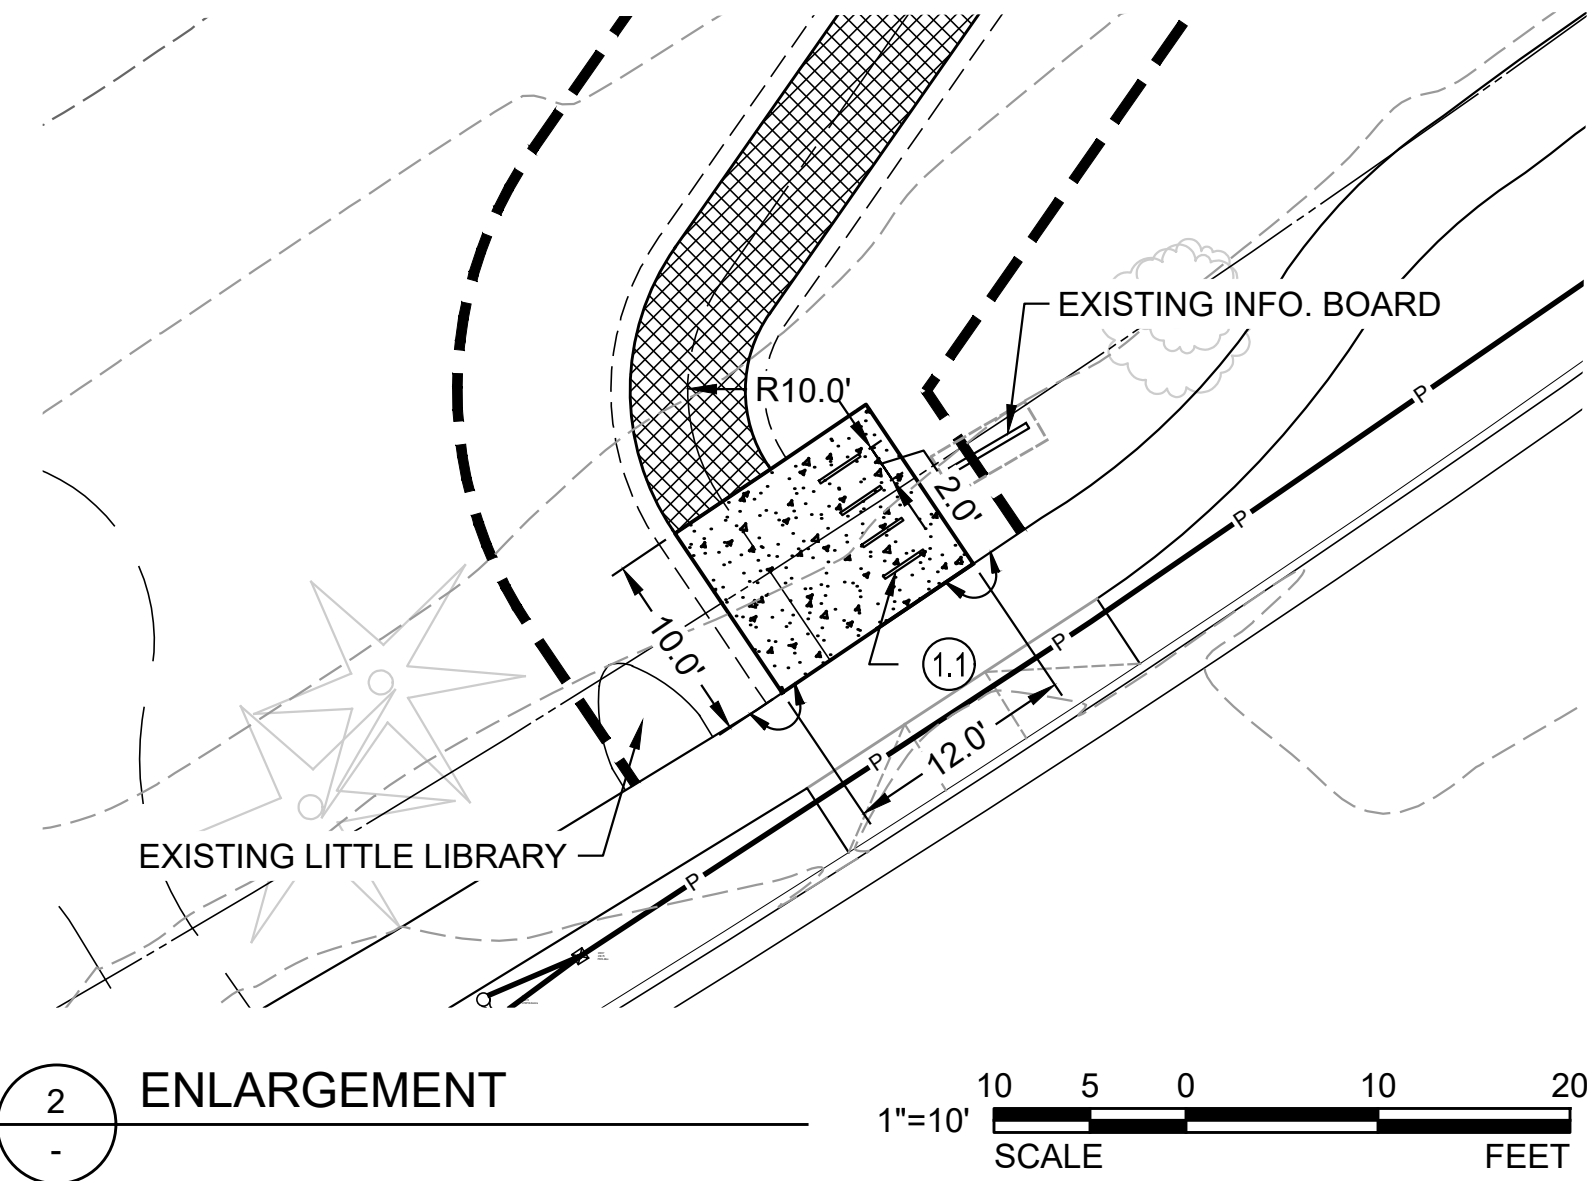 EXISTING INFO. BOARD
R10.0'
P
2.0'
P
10.0'
1.1
P
12.0'
P
EXISTING LITTLE LIBRARY
P
2
-
ENLARGEMENT
10 5 0 10 20
1"=10'
SCALE FEET